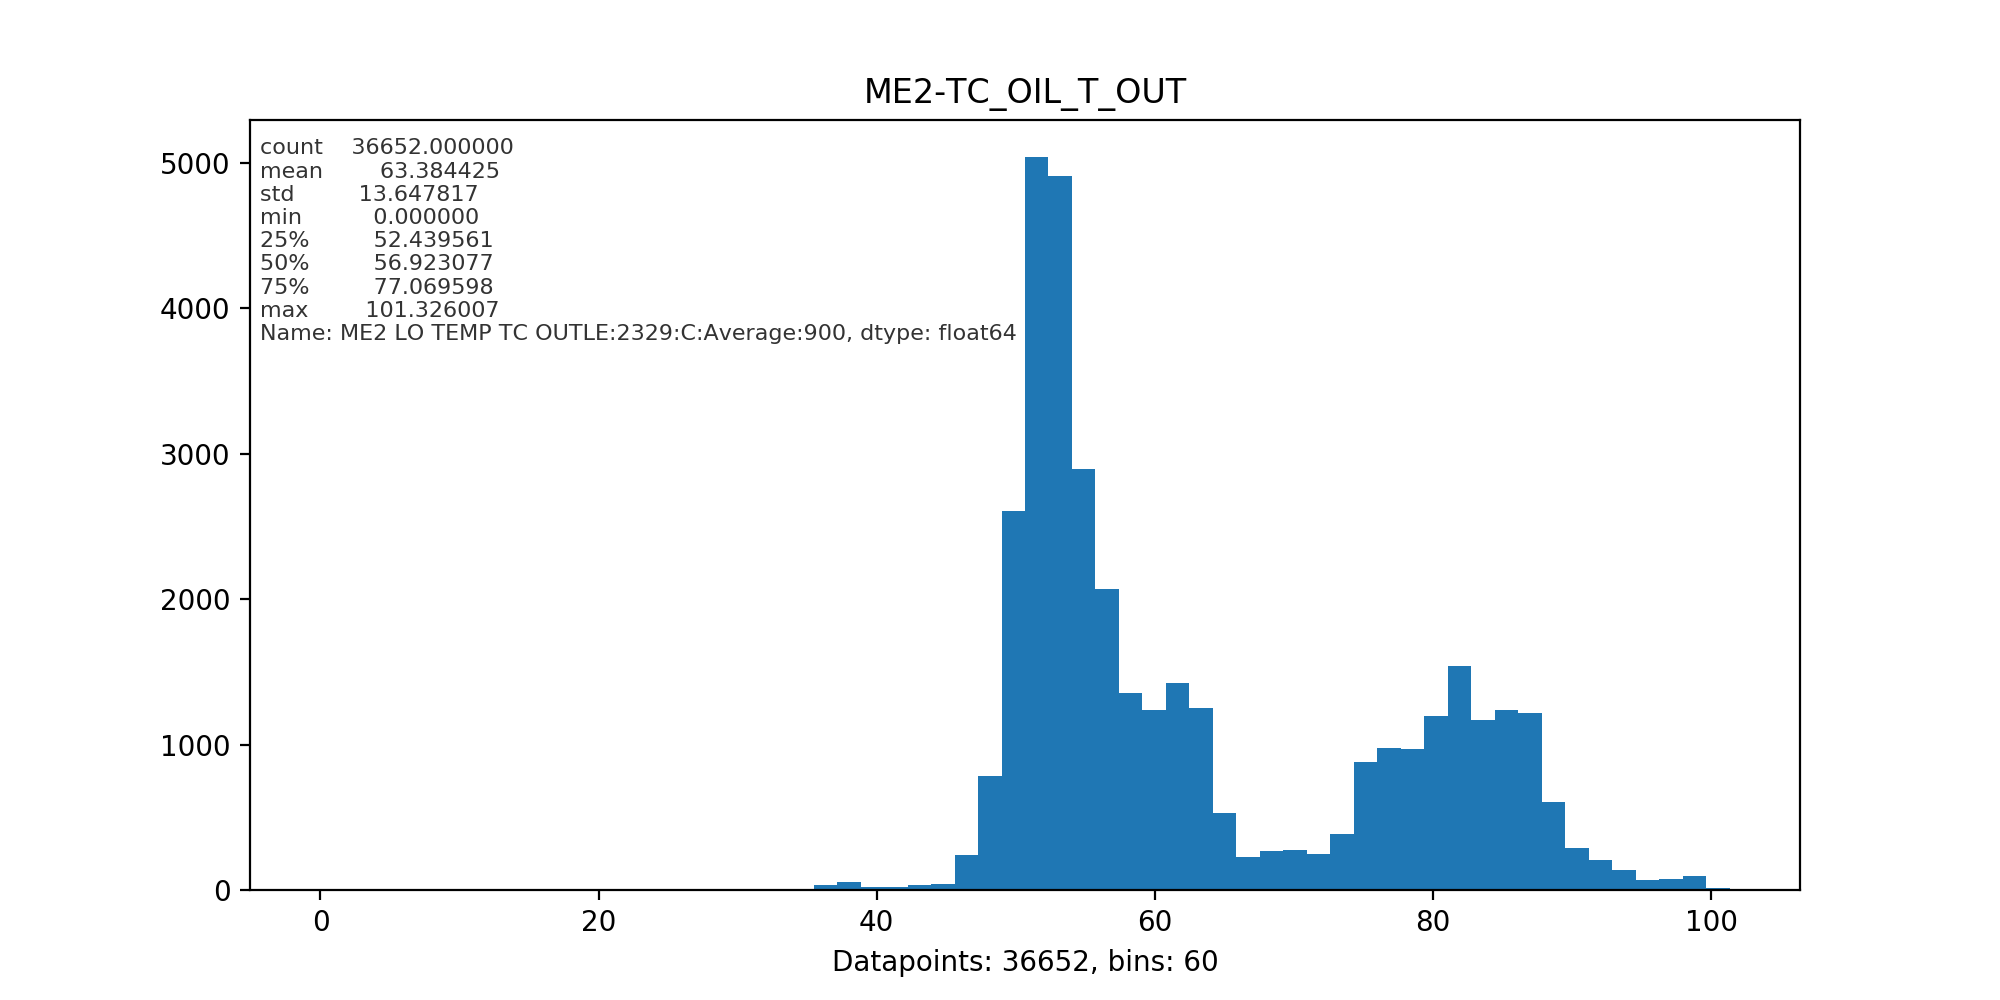 ME2-TC_OIL_T_OUT
count 36652.000000
mean 63.384425
std 13.647817
min 0.000000
25% 52.439561
50% 56.923077
75% 77.069598
max 101.326007
Name: ME2 LO TEMP TC OUTLE:2329:C:Average:900, dtype: float64
5000
4000
3000
2000
1000
0
0 20 40 60 80 100
Datapoints: 36652, bins: 60